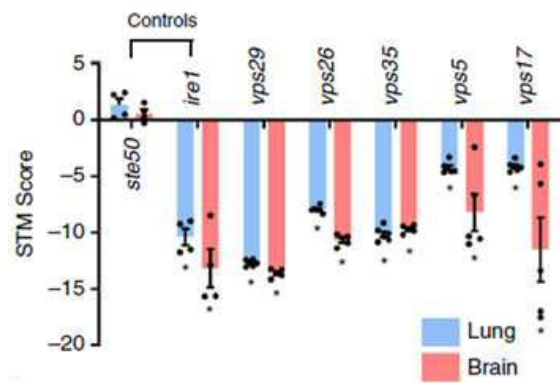 Controls
5
0
−5
−10
−15
−20
STM Score
ste50
ire1
vps29
vps26
vps35
vps5
vps17
Lung
Brain